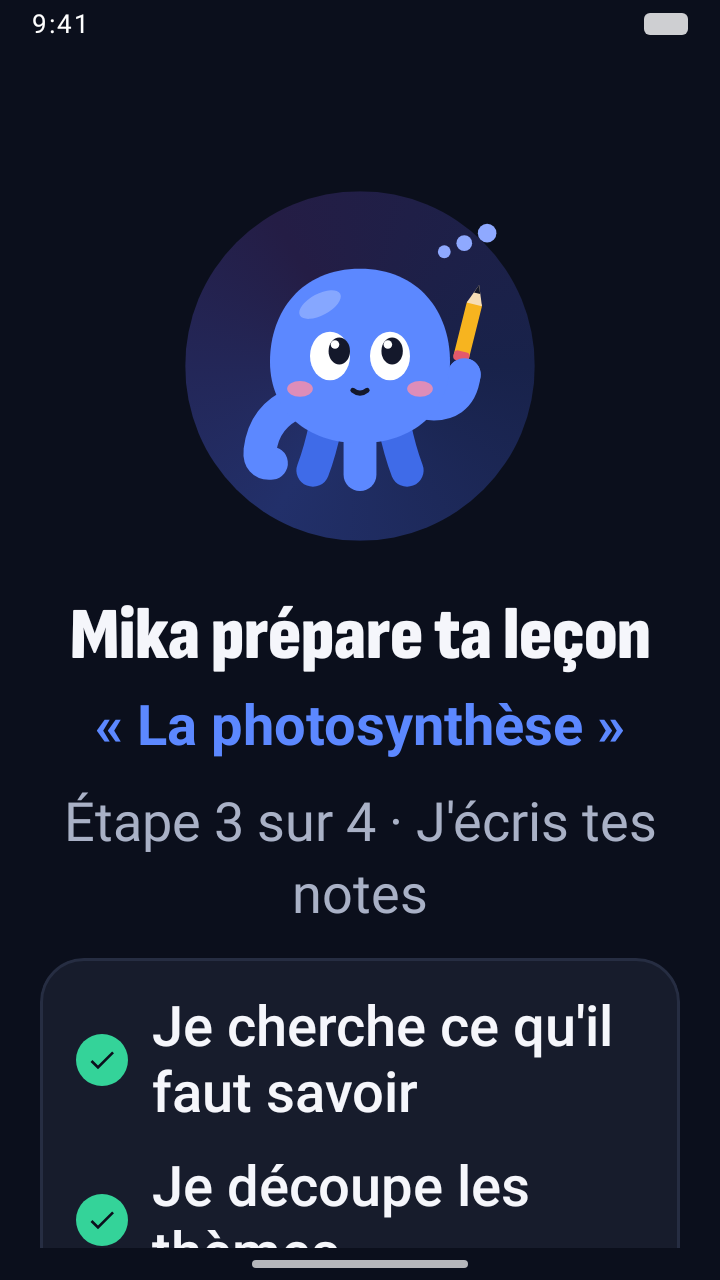 9:41
Mika prépare ta leçon
« La photosynthèse »
Étape 3 sur 4 · J'écris tes
notes
Je cherche ce qu'il
faut savoir
Je découpe les
thèmes